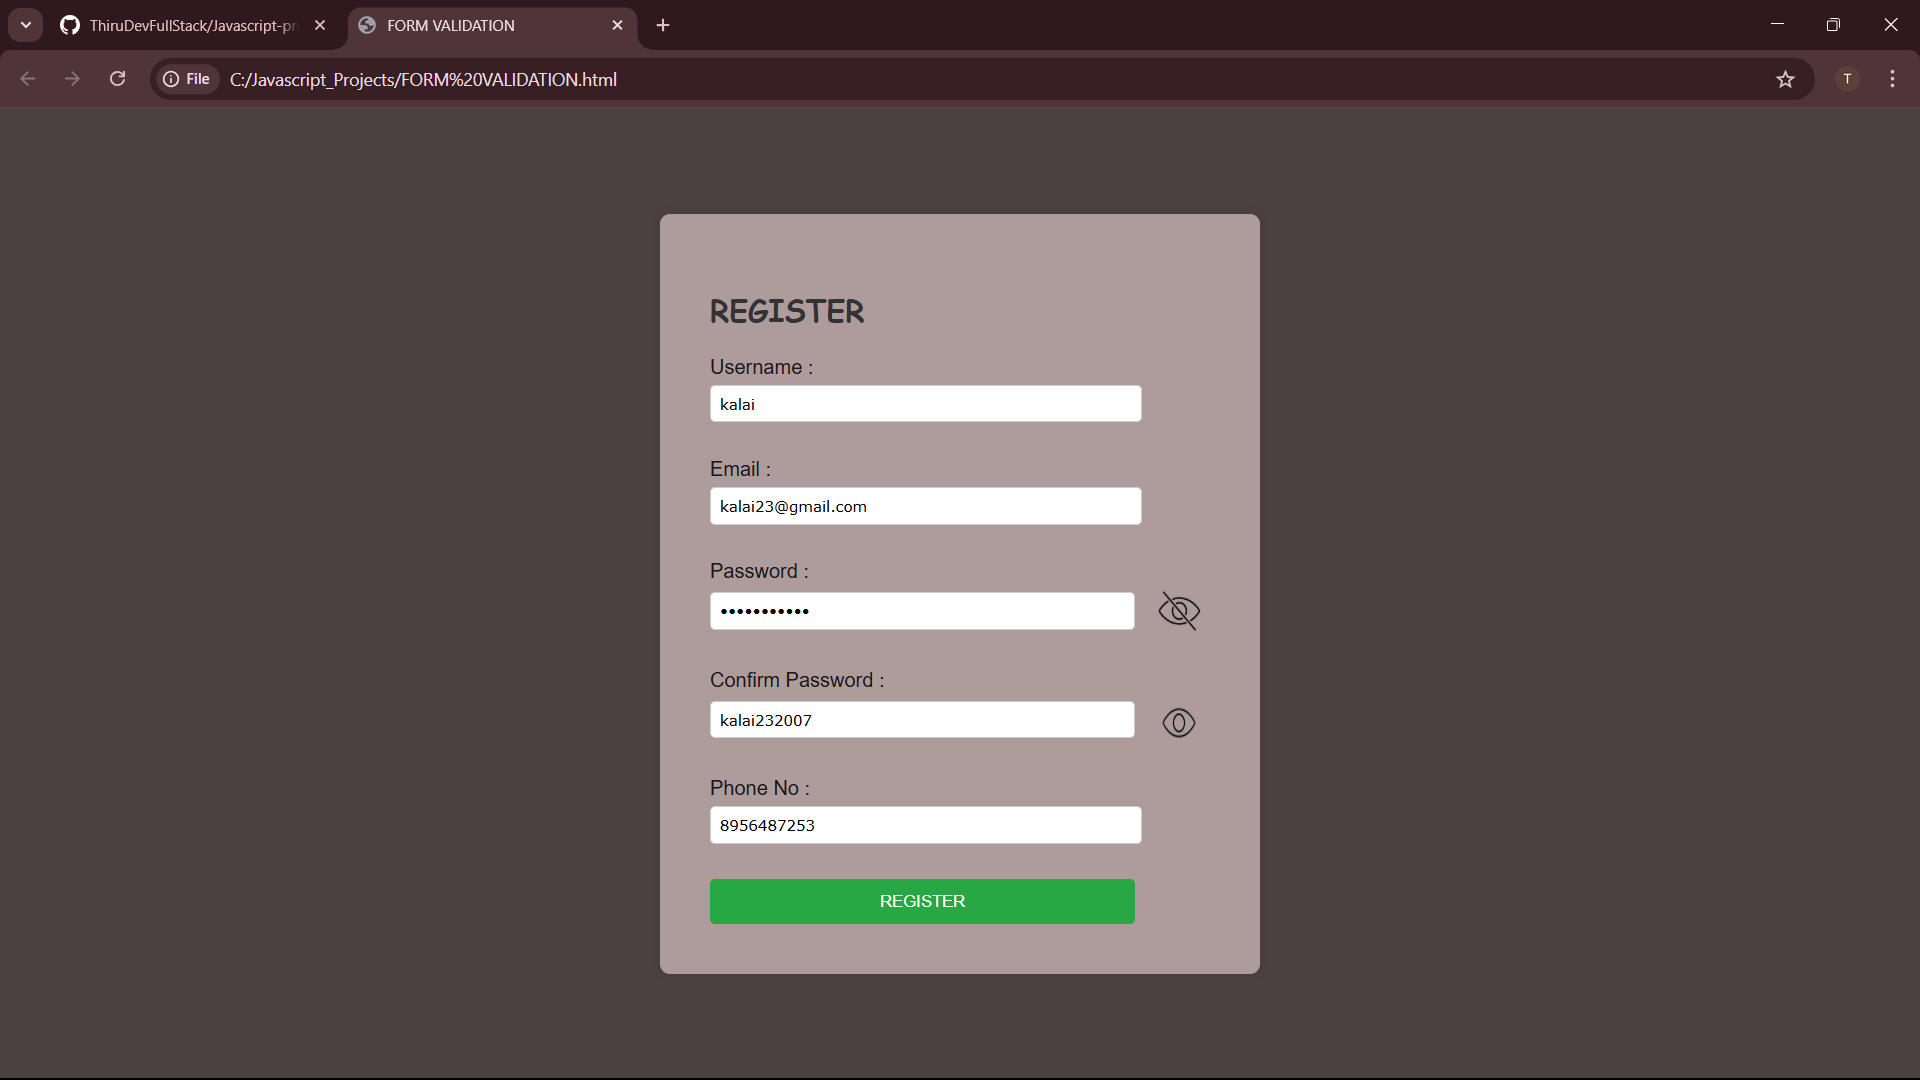 ThiruDevFullStack/Javascript-pr
FORM VALIDATION
File
C:/Javascript_Projects/FORM%20VALIDATION.html
T
REGISTER
Username :
kalai
Email :
kalai23@gmail.com
Password :
•••••••••••
Confirm Password :
kalai232007
Phone No :
8956487253
REGISTER